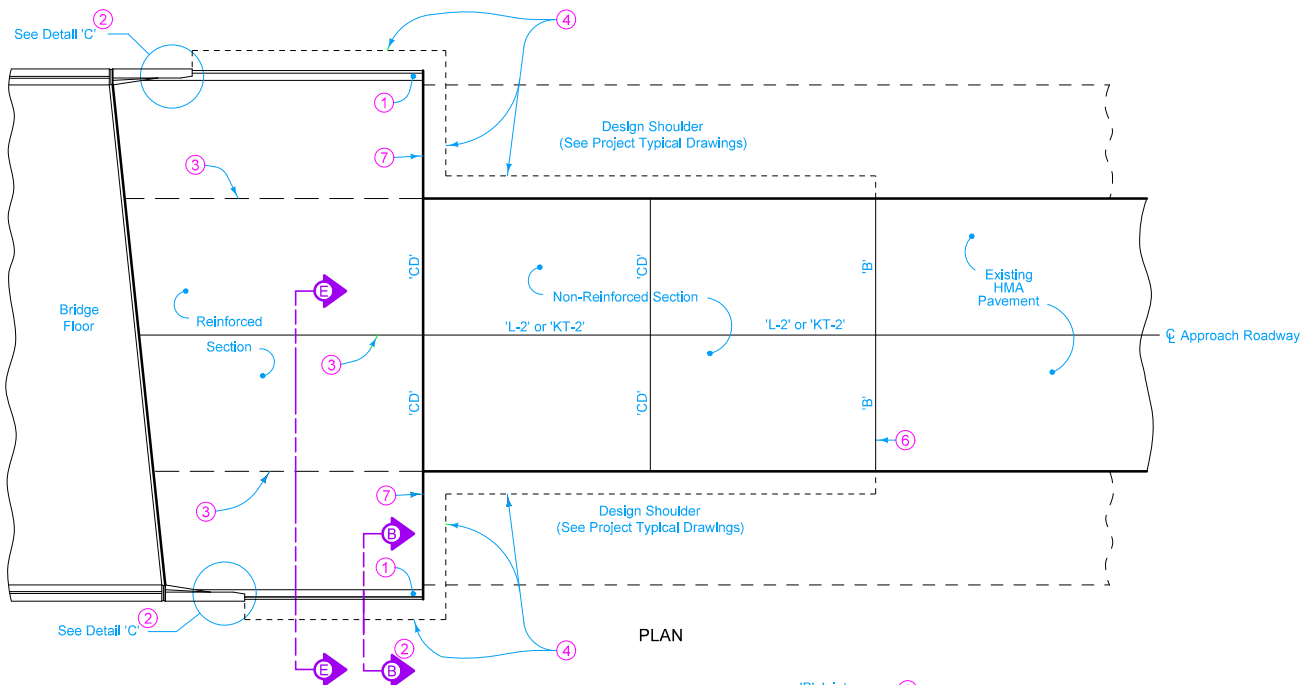 2
See Detail 'C'
4
1
Design Shoulder
(See Project Typical Drawings)
7
3
'CD'
'CD'
'B'
E
Existing
HMA
Pavement
Non-Reinforced Section
Bridge
Floor
Reinforced
Section
'L-2' or 'KT-2'
'L-2' or 'KT-2'
℄ Approach Roadway
3
'CD'
'CD'
'B'
6
7
3
Design Shoulder
(See Project Typical Drawings)
B
1
2
See Detail 'C'
PLAN
2
4
E
B